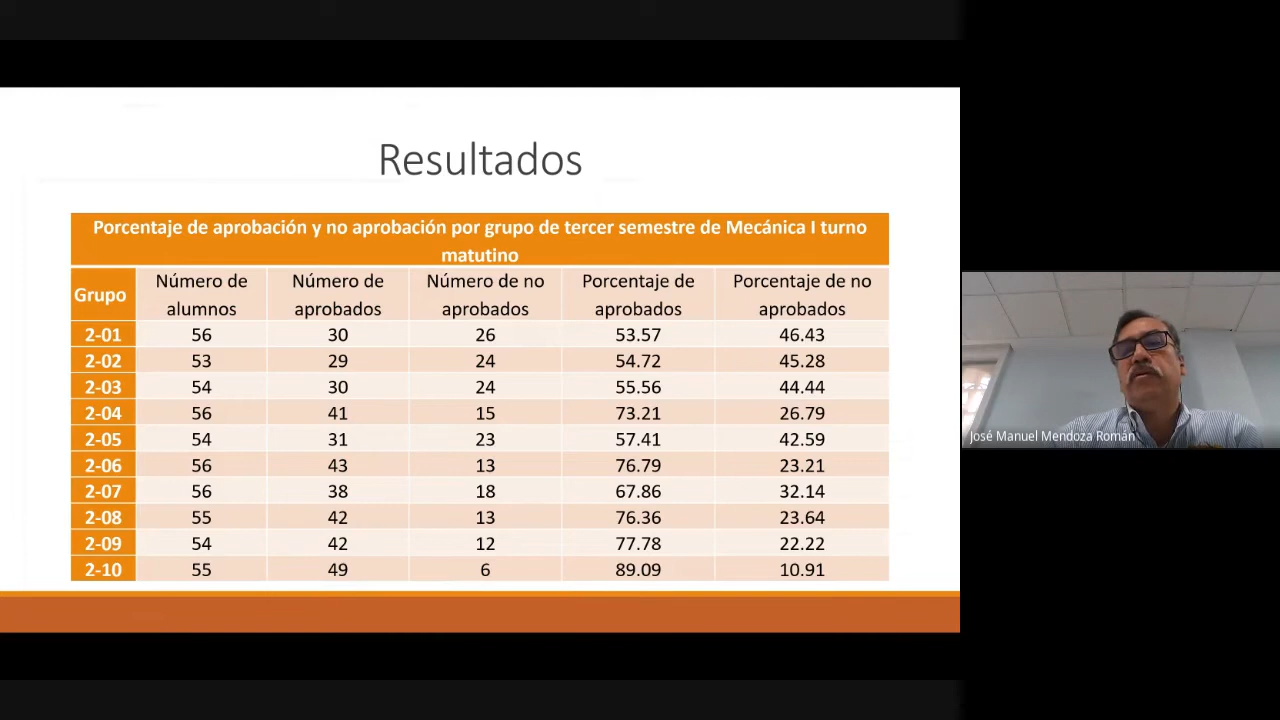 Resultados
Porcentaje de aprobación y no aprobación por grupo de tercer semestre de Mecánica I turno
matutino
Grupo Número de alumnos Número de aprobados Número de no aprobados Porcentaje de aprobados Porcentaje de no aprobados
2-01 56 30 26 53.57 46.43
2-02 53 29 24 54.72 45.28
2-03 54 30 24 55.56 44.44
2-04 56 41 15 73.21 26.79
2-05 54 31 23 57.41 42.59
2-06 56 43 13 76.79 23.21
2-07 56 38 18 67.86 32.14
2-08 55 42 13 76.36 23.64
2-09 54 42 12 77.78 22.22
2-10 55 49 6 89.09 10.91
José Manuel Mendoza Román